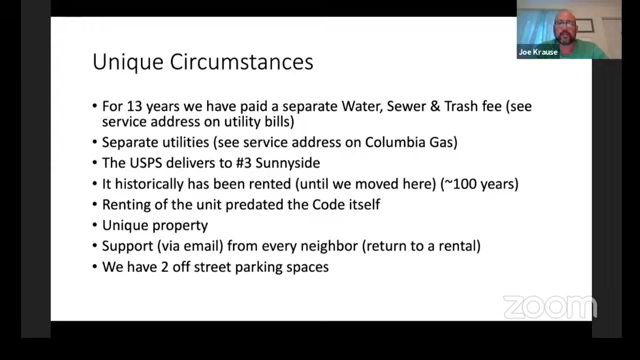 Joe Krause
Unique Circumstances
• For 13 years we have paid a separate Water, Sewer & Trash fee (see
service address on utility bills)
• Separate utilities (see service address on Columbia Gas)
• The USPS delivers to #3 Sunnyside
• It historically has been rented (until we moved here) (~100 years)
• Renting of the unit predated the Code itself
• Unique property
• Support (via email) from every neighbor (return to a rental)
• We have 2 off street parking spaces
zoom